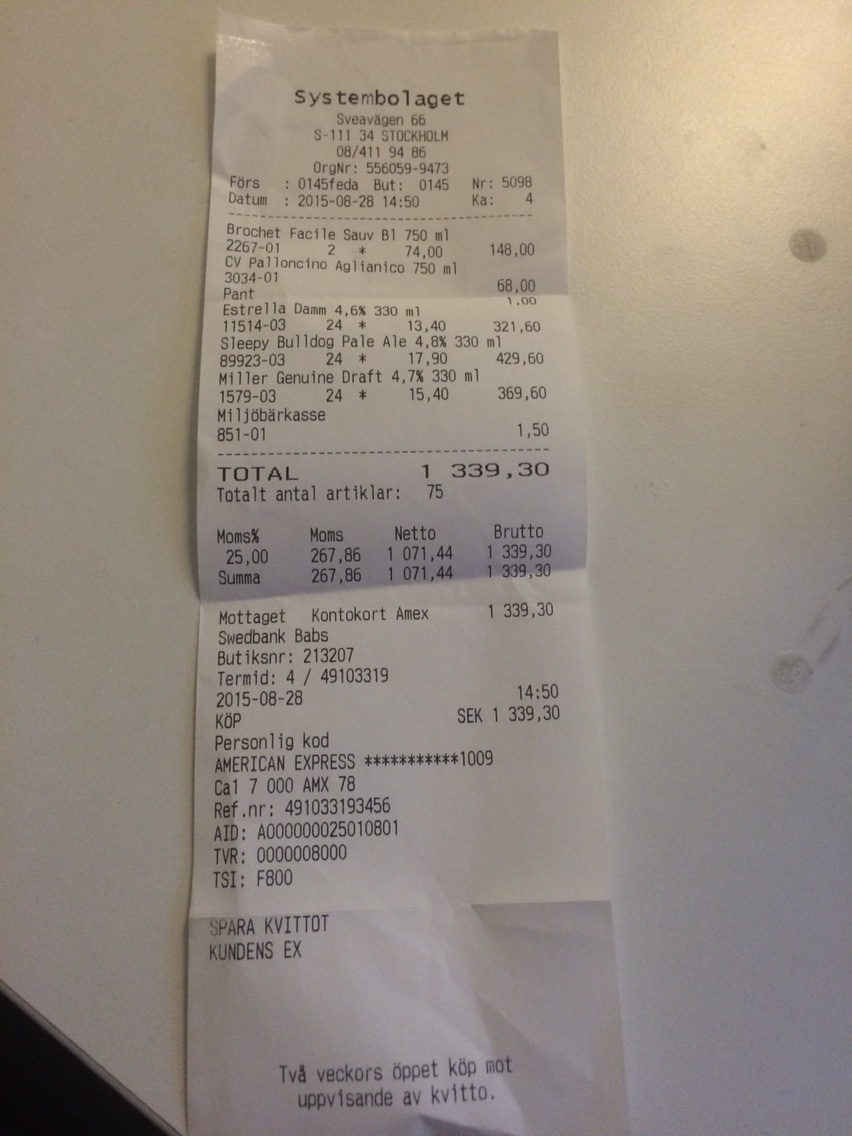 Systembolaget
Sveavägen 66
S-111 34 STOCKHOLM
08/411 94 86
OrgNr: 556059-9473
Förs : 0145feda But: 0145 Nr: 5098
Datum : 2015-08-28 14:50 Ka: 4
Brochet Facile Sauv Bl 750 ml
2267-01 2 * 74,00 148,00
CV Palloncino Aglianico 750 ml
3034-01 68,00
Pant 1,00
Estrella Damm 4,6% 330 ml
11514-03 24 * 13,40 321,60
Sleepy Bulldog Pale Ale 4,8% 330 ml
89923-03 24 * 17,90 429,60
Miller Genuine Draft 4,7% 330 ml
1579-03 24 * 15,40 369,60
Miljöbärkasse
851-01 1,50
TOTAL 1 339,30
Totalt antal artiklar: 75
Moms% Moms Netto Brutto
25,00 267,86 1 071,44 1 339,30
Summa 267,86 1 071,44 1 339,30
Mottaget Kontokort Amex 1 339,30
Swedbank Babs
Butiksnr: 213207
Termid: 4 / 49103319
2015-08-28 14:50
KÖP SEK 1 339,30
Personlig kod
AMERICAN EXPRESS ***********1009
Ca1 7 000 AMX 78
Ref.nr: 491033193456
AID: A000000025010801
TVR: 0000008000
TSI: F800
SPARA KVITTOT
KUNDENS EX
Två veckors öppet köp mot
uppvisande av kvitto.